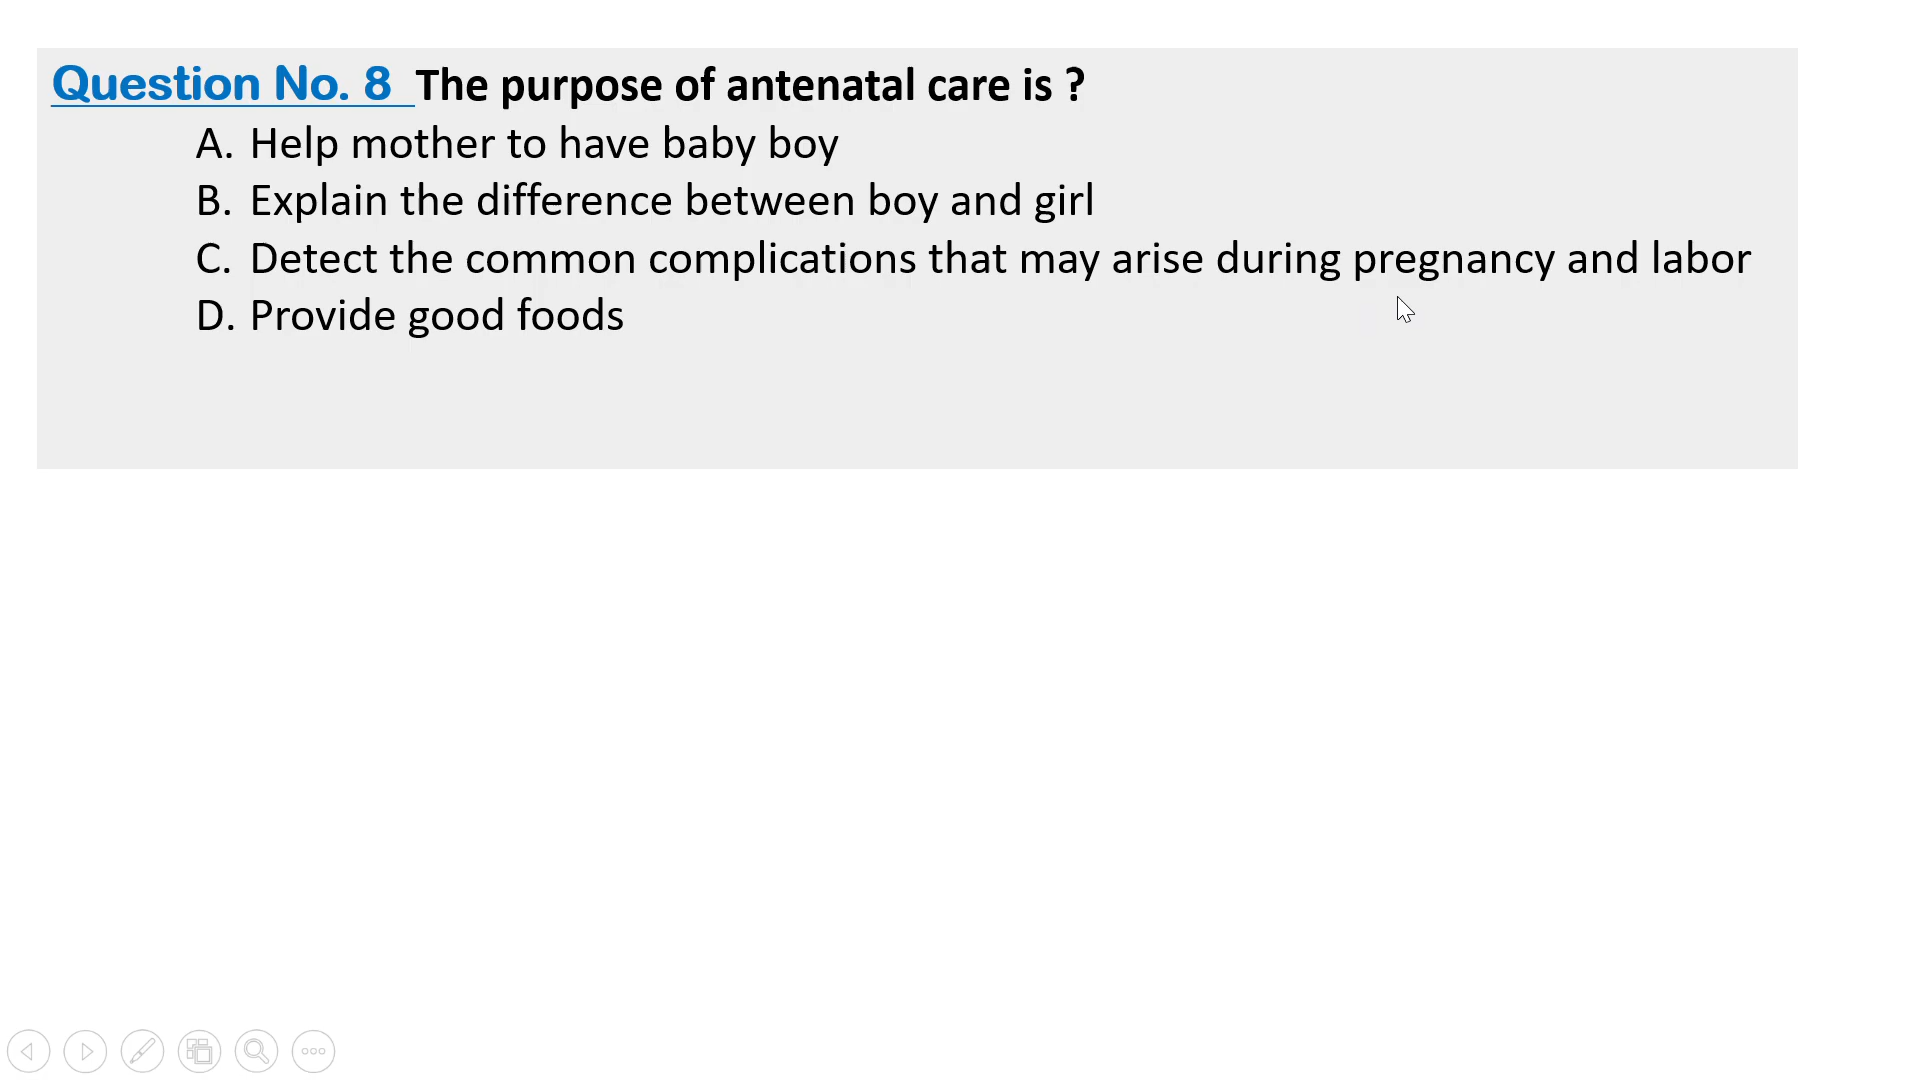 Question No. 8 The purpose of antenatal care is ?
A. Help mother to have baby boy
B. Explain the difference between boy and girl
C. Detect the common complications that may arise during pregnancy and labor
D. Provide good foods